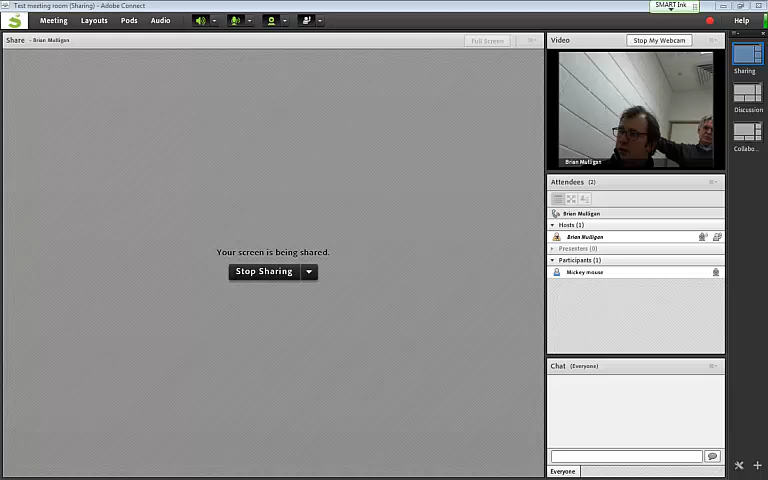 Test meeting room (Sharing) - Adobe Connect
SMART Ink
Meeting Layouts Pods Audio
Help
Share - Brian Mulligan
Full Screen
Video
Stop My Webcam
Brian Mulligan
Sharing
Discussion
Collabo...
Your screen is being shared.
Stop Sharing
Attendees (2)
Brian Mulligan
Hosts (1)
Brian Mulligan
Presenters (0)
Participants (1)
Mickey mouse
Chat (Everyone)
Everyone